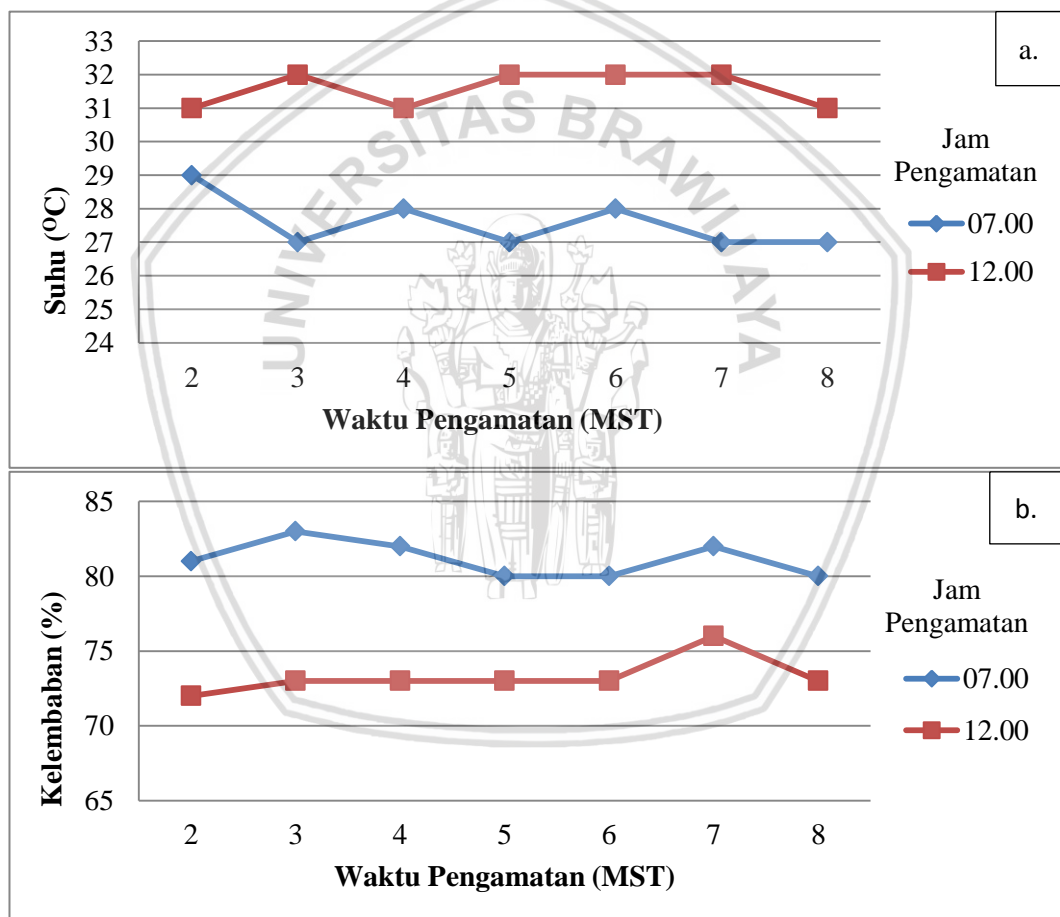 a.
33
32
31
30
29
28
27
26
25
24
Suhu (OC)
2 3 4 5 6 7 8
Waktu Pengamatan (MST)
Jam
Pengamatan
07.00
12.00
UNIVERSITAS BRAWIJAYA
b.
85
80
75
70
65
Kelembaban (%)
2 3 4 5 6 7 8
Waktu Pengamatan (MST)
Jam
Pengamatan
07.00
12.00